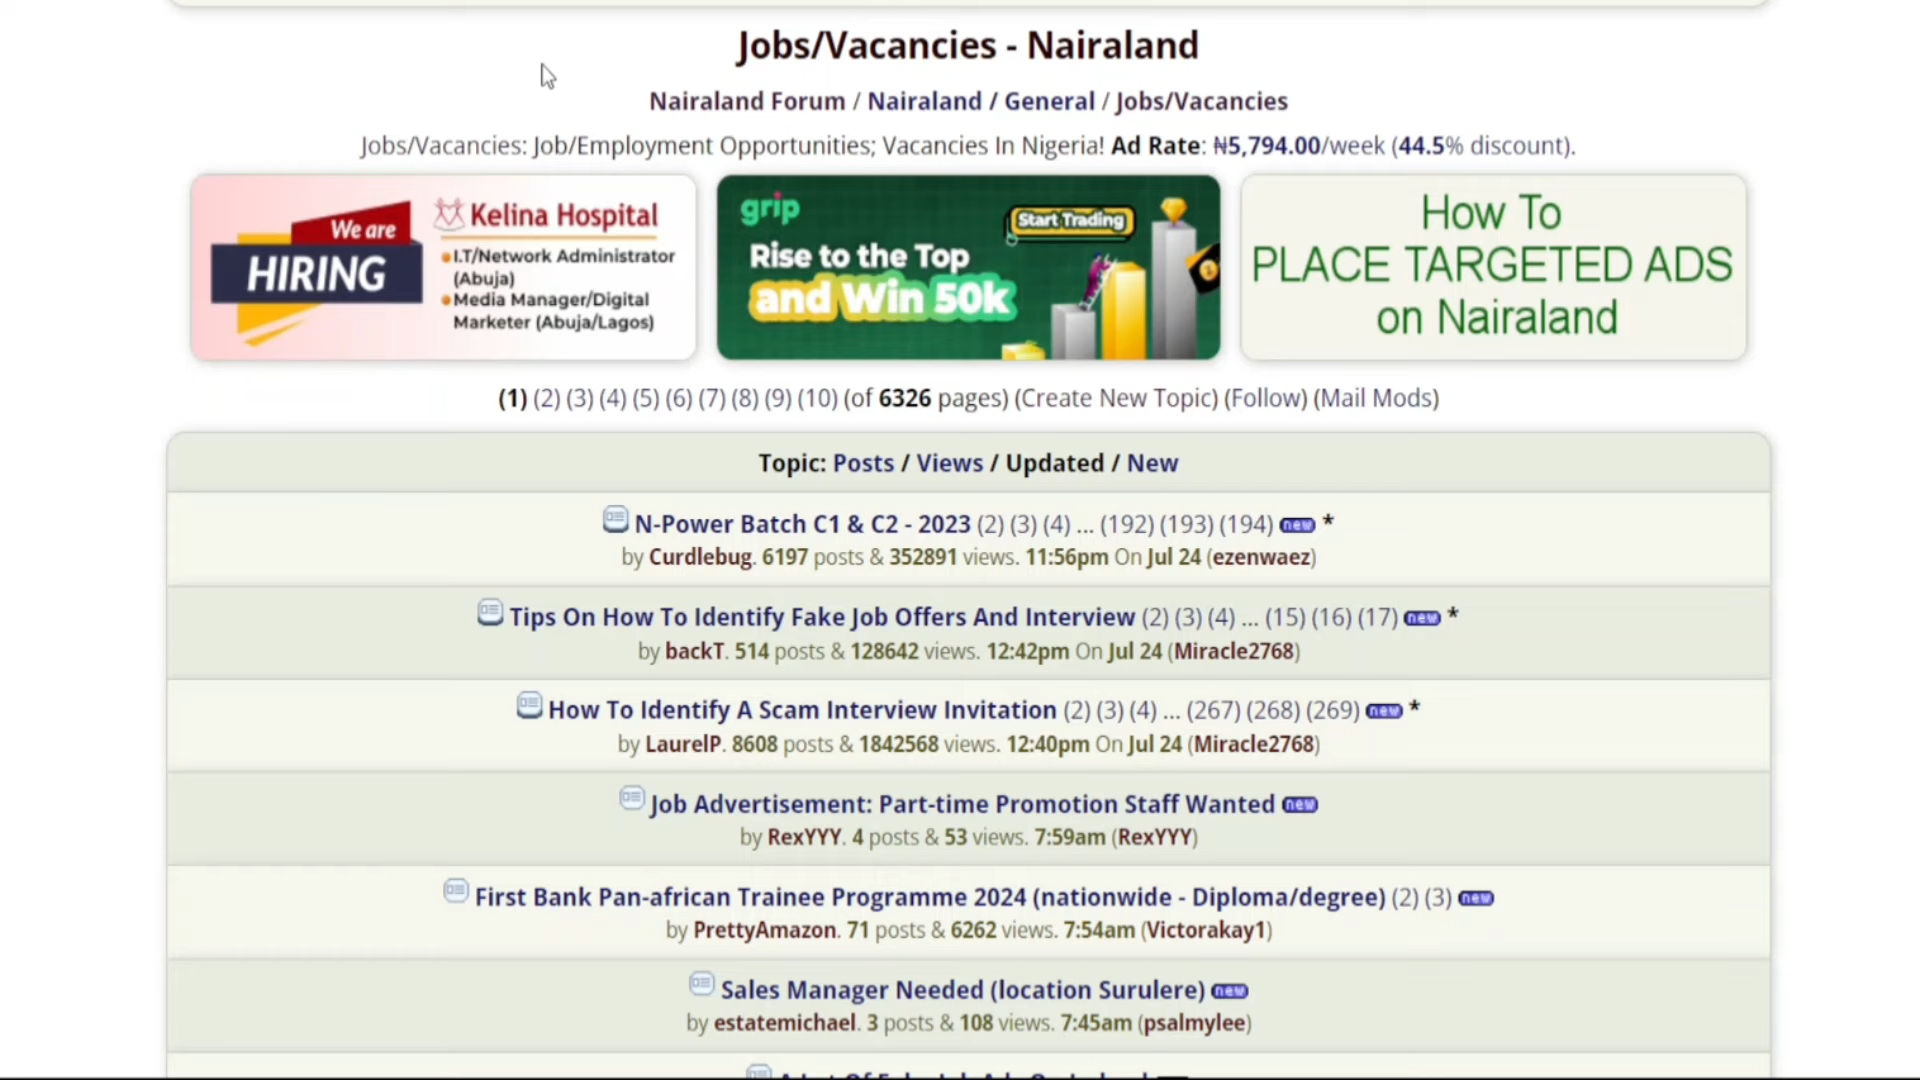 Jobs/Vacancies - Nairaland
Nairaland Forum / Nairaland / General / Jobs/Vacancies
Jobs/Vacancies: Job/Employment Opportunities; Vacancies In Nigeria! Ad Rate: ₦5,794.00/week (44.5% discount).
We are
HIRING
Kelina Hospital
•I.T/Network Administrator
(Abuja)
•Media Manager/Digital
Marketer (Abuja/Lagos)
grip
Start Trading
Rise to the Top
and Win 50k
How To
PLACE TARGETED ADS
on Nairaland
(1) (2) (3) (4) (5) (6) (7) (8) (9) (10) (of 6326 pages) (Create New Topic) (Follow) (Mail Mods)
Topic: Posts / Views / Updated / New
N-Power Batch C1 & C2 - 2023 (2) (3) (4) ... (192) (193) (194) new *
by Curdlebug. 6197 posts & 352891 views. 11:56pm On Jul 24 (ezenwaez)
Tips On How To Identify Fake Job Offers And Interview (2) (3) (4) ... (15) (16) (17) new *
by backT. 514 posts & 128642 views. 12:42pm On Jul 24 (Miracle2768)
How To Identify A Scam Interview Invitation (2) (3) (4) ... (267) (268) (269) new *
by LaurelP. 8608 posts & 1842568 views. 12:40pm On Jul 24 (Miracle2768)
Job Advertisement: Part-time Promotion Staff Wanted new
by RexYYY. 4 posts & 53 views. 7:59am (RexYYY)
First Bank Pan-african Trainee Programme 2024 (nationwide - Diploma/degree) (2) (3) new
by PrettyAmazon. 71 posts & 6262 views. 7:54am (Victorakay1)
Sales Manager Needed (location Surulere) new
by estatemichael. 3 posts & 108 views. 7:45am (psalmylee)